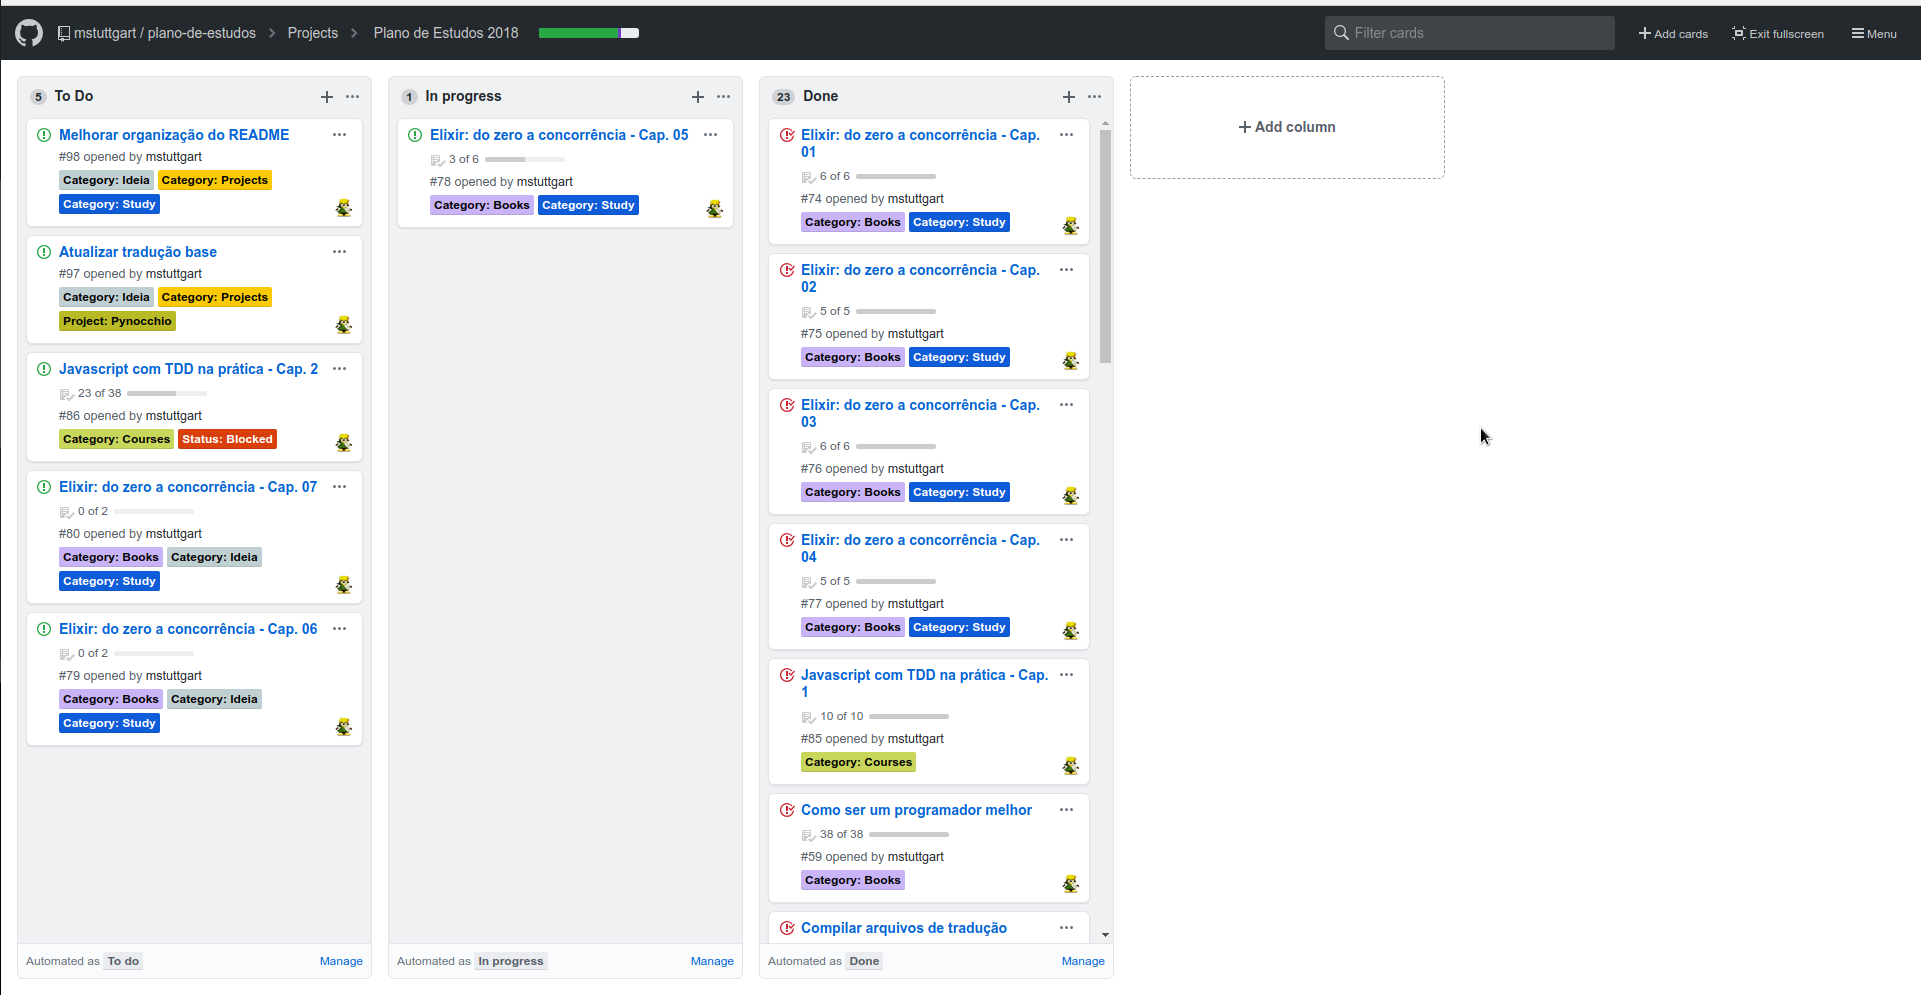 mstuttgart / plano-de-estudos Projects Plano de Estudos 2018 Filter cards Add cards Exit fullscreen Menu
5 To Do
Melhorar organização do README
#98 opened by mstuttgart
Category: Ideia Category: Projects
Category: Study
Atualizar tradução base
#97 opened by mstuttgart
Category: Ideia Category: Projects
Project: Pynocchio
Javascript com TDD na prática - Cap. 2
23 of 38
#86 opened by mstuttgart
Category: Courses Status: Blocked
Elixir: do zero a concorrência - Cap. 07
0 of 2
#80 opened by mstuttgart
Category: Books Category: Ideia
Category: Study
Elixir: do zero a concorrência - Cap. 06
0 of 2
#79 opened by mstuttgart
Category: Books Category: Ideia
Category: Study
Automated as To do Manage
1 In progress
Elixir: do zero a concorrência - Cap. 05
3 of 6
#78 opened by mstuttgart
Category: Books Category: Study
Automated as In progress Manage
23 Done
Elixir: do zero a concorrência - Cap.
01
6 of 6
#74 opened by mstuttgart
Category: Books Category: Study
Elixir: do zero a concorrência - Cap.
02
5 of 5
#75 opened by mstuttgart
Category: Books Category: Study
Elixir: do zero a concorrência - Cap.
03
6 of 6
#76 opened by mstuttgart
Category: Books Category: Study
Elixir: do zero a concorrência - Cap.
04
5 of 5
#77 opened by mstuttgart
Category: Books Category: Study
Javascript com TDD na prática - Cap.
1
10 of 10
#85 opened by mstuttgart
Category: Courses
Como ser um programador melhor
38 of 38
#59 opened by mstuttgart
Category: Books
Compilar arquivos de tradução
Automated as Done Manage
Add column